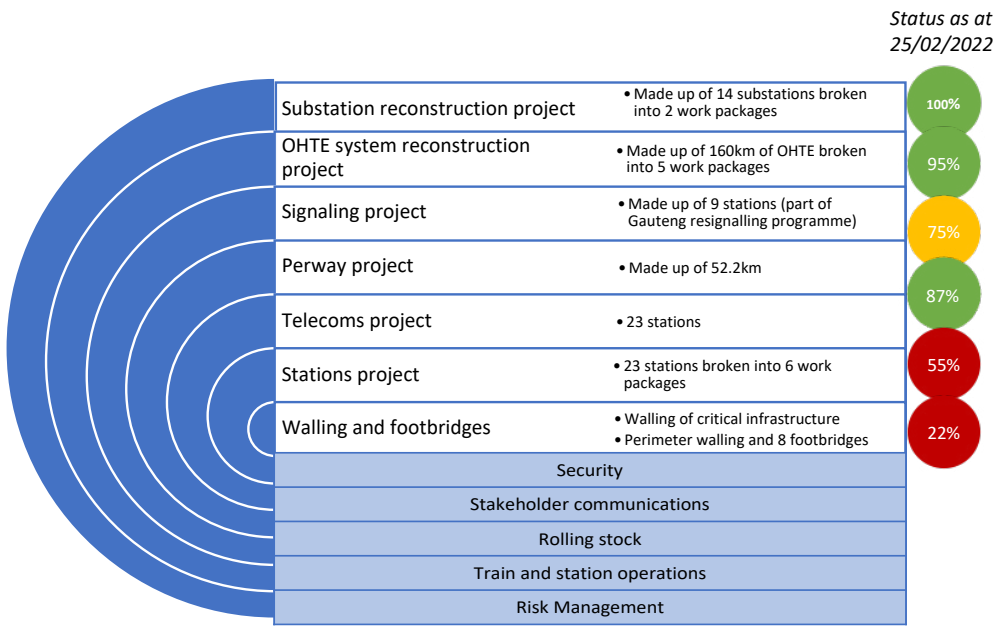 Status as at
25/02/2022
Substation reconstruction project
• Made up of 14 substations broken
into 2 work packages
100%
OHTE system reconstruction
project
• Made up of 160km of OHTE broken
into 5 work packages
95%
Signaling project
• Made up of 9 stations (part of
Gauteng resignalling programme)
75%
Perway project
• Made up of 52.2km
87%
Telecoms project
• 23 stations
Stations project
• 23 stations broken into 6 work
packages
55%
Walling and footbridges
• Walling of critical infrastructure
• Perimeter walling and 8 footbridges
22%
Security
Stakeholder communications
Rolling stock
Train and station operations
Risk Management